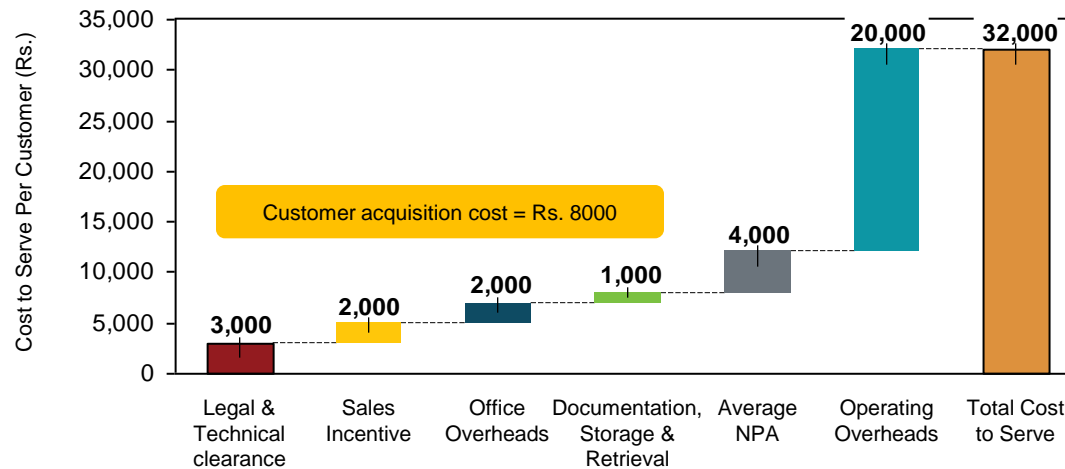 Cost to Serve Per Customer (Rs.)
35,000
30,000
25,000
20,000
15,000
10,000
5,000
0
Customer acquisition cost = Rs. 8000
3,000
2,000
2,000
1,000
4,000
20,000
32,000
Legal &
Technical
clearance
Sales
Incentive
Office
Overheads
Documentation,
Storage &
Retrieval
Average
NPA
Operating
Overheads
Total Cost
to Serve